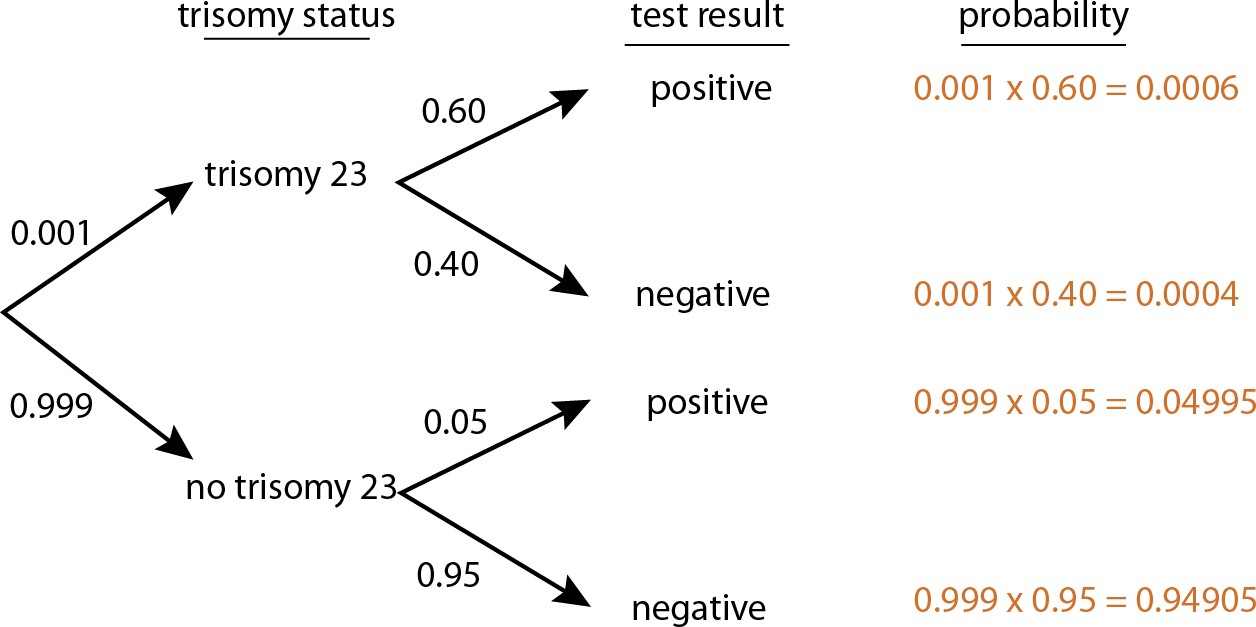 trisomy status
test result
probability
0.60
positive
0.001 x 0.60 = 0.0006
trisomy 23
0.001
0.40
negative
0.001 x 0.40 = 0.0004
0.999
0.05
positive
0.999 x 0.05 = 0.04995
no trisomy 23
0.95
negative
0.999 x 0.95 = 0.94905